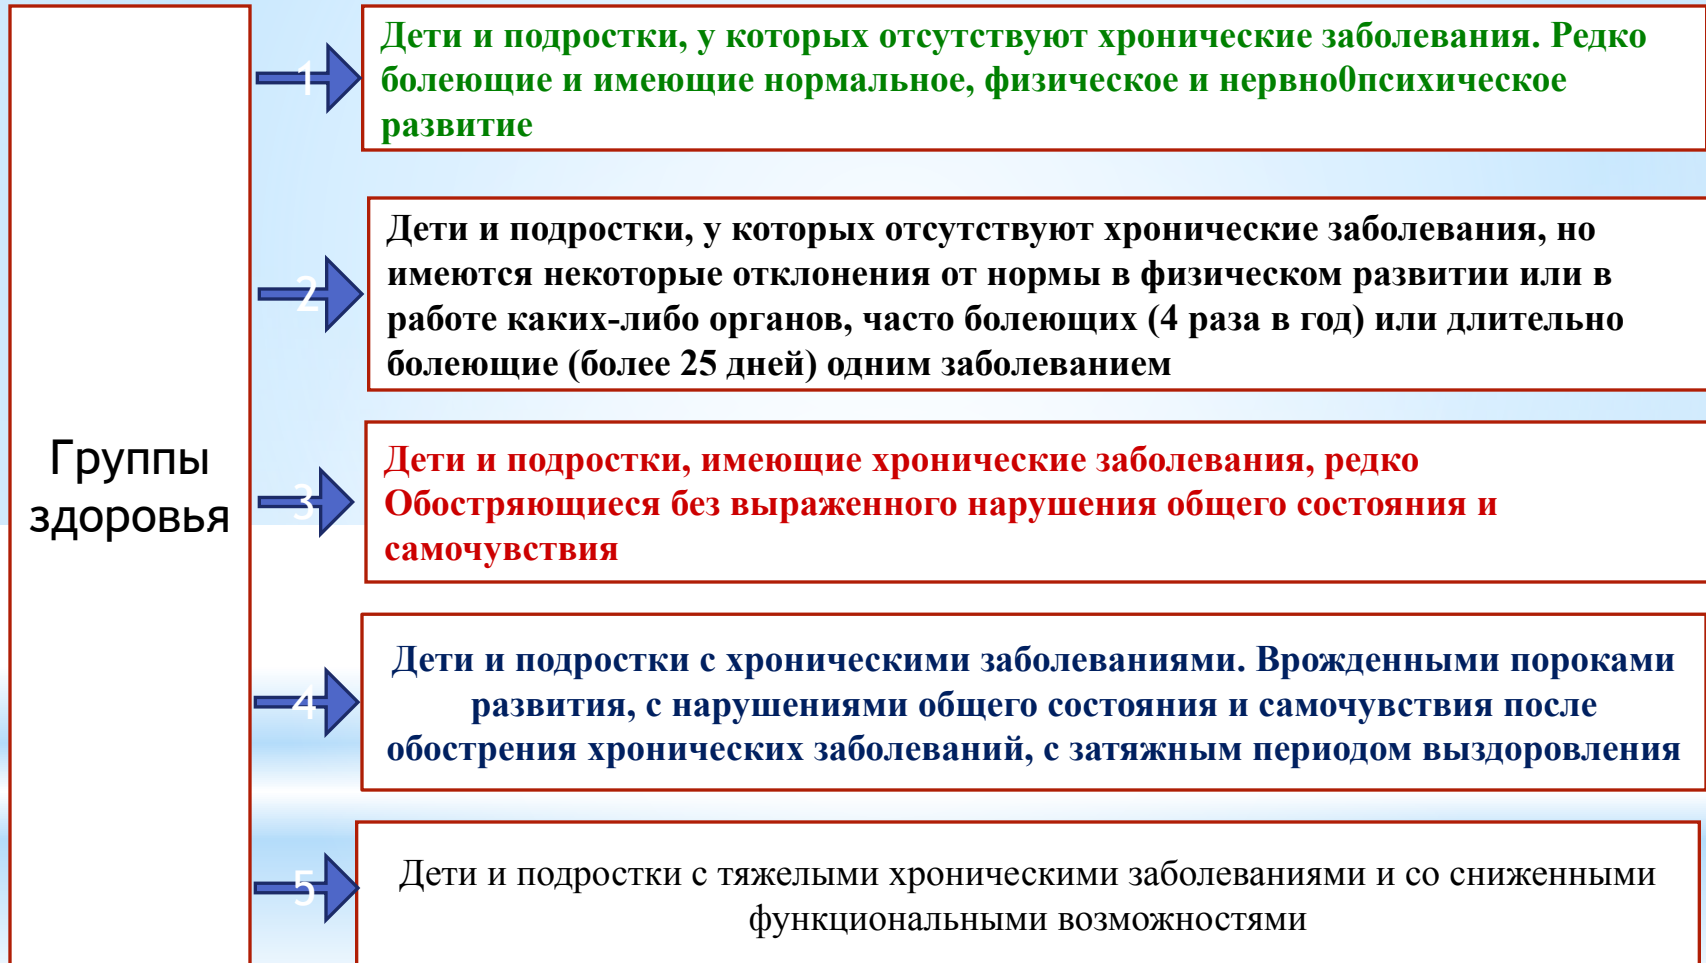 Группы
здоровья
1
Дети и подростки, у которых отсутствуют хронические заболевания. Редко
болеющие и имеющие нормальное, физическое и нервно0психическое
развитие
2
Дети и подростки, у которых отсутствуют хронические заболевания, но
имеются некоторые отклонения от нормы в физическом развитии или в
работе каких-либо органов, часто болеющих (4 раза в год) или длительно
болеющие (более 25 дней) одним заболеванием
3
Дети и подростки, имеющие хронические заболевания, редко
Обостряющиеся без выраженного нарушения общего состояния и
самочувствия
4
Дети и подростки с хроническими заболеваниями. Врожденными пороками
развития, с нарушениями общего состояния и самочувствия после
обострения хронических заболеваний, с затяжным периодом выздоровления
5
Дети и подростки с тяжелыми хроническими заболеваниями и со сниженными
функциональными возможностями